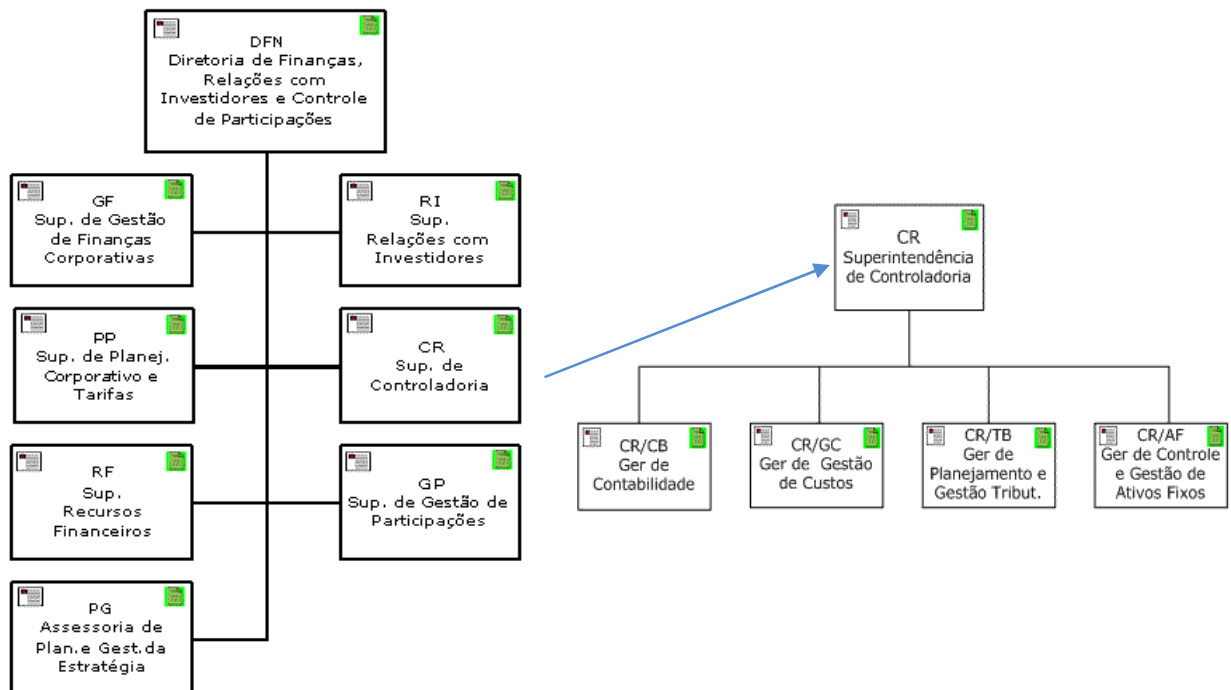 DFN
Diretoria de Finanças,
Relações com
Investidores e Controle
de Participações
GF
Sup. de Gestão
de Finanças
Corporativas
RI
Sup.
Relações com
Investidores
PP
Sup. de Planej.
Corporativo e
Tarifas
CR
Sup. de
Controladoria
RF
Sup.
Recursos
Financeiros
GP
Sup. de Gestão de
Participações
PG
Assessoria de
Plan.e Gest.da
Estratégia
CR
Superintendência
de Controladoria
CR/CB
Ger de
Contabilidade
CR/GC
Ger de Gestão
de Custos
CR/TB
Ger de
Planejamento e
Gestão Tribut.
CR/AF
Ger de Controle
e Gestão de
Ativos Fixos